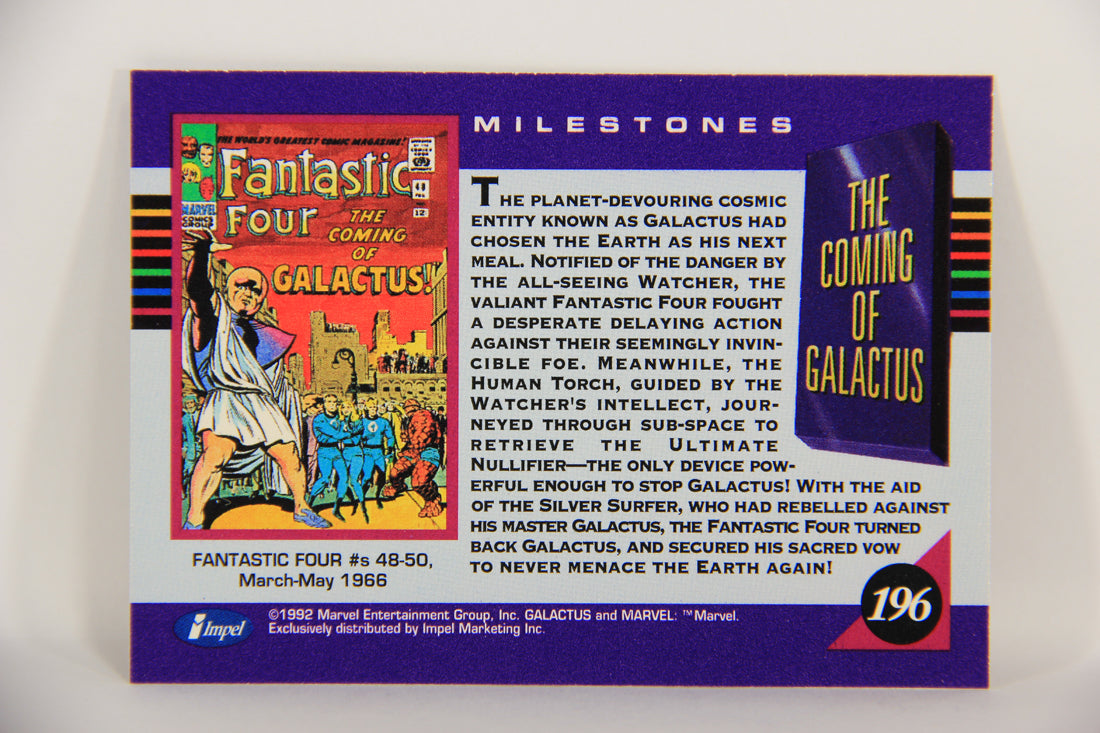 MILESTONES
THE WORLD'S GREATEST COMIC MAGAZINE!
Fantastic
Four
MARVEL
COMICS
GROUP
APPROVED
BY THE
COMICS
CODE
48
FEB
12¢
THE
COMING
OF
GALACTUS!
FANTASTIC FOUR #s 48-50,
March-May 1966
THE PLANET-DEVOURING COSMIC
ENTITY KNOWN AS GALACTUS HAD
CHOSEN THE EARTH AS HIS NEXT
MEAL. NOTIFIED OF THE DANGER BY
THE ALL-SEEING WATCHER, THE
VALIANT FANTASTIC FOUR FOUGHT
A DESPERATE DELAYING ACTION
AGAINST THEIR SEEMINGLY INVIN-
CIBLE FOE. MEANWHILE, THE
HUMAN TORCH, GUIDED BY THE
WATCHER'S INTELLECT, JOUR-
NEYED THROUGH SUB-SPACE TO
RETRIEVE THE ULTIMATE
NULLIFIER—THE ONLY DEVICE POW-
ERFUL ENOUGH TO STOP GALACTUS! WITH THE AID
OF THE SILVER SURFER, WHO HAD REBELLED AGAINST
HIS MASTER GALACTUS, THE FANTASTIC FOUR TURNED
BACK GALACTUS, AND SECURED HIS SACRED VOW
TO NEVER MENACE THE EARTH AGAIN!
THE
COMING
OF
GALACTUS
196
Impel
©1992 Marvel Entertainment Group, Inc. GALACTUS and MARVEL: ™Marvel.
Exclusively distributed by Impel Marketing Inc.